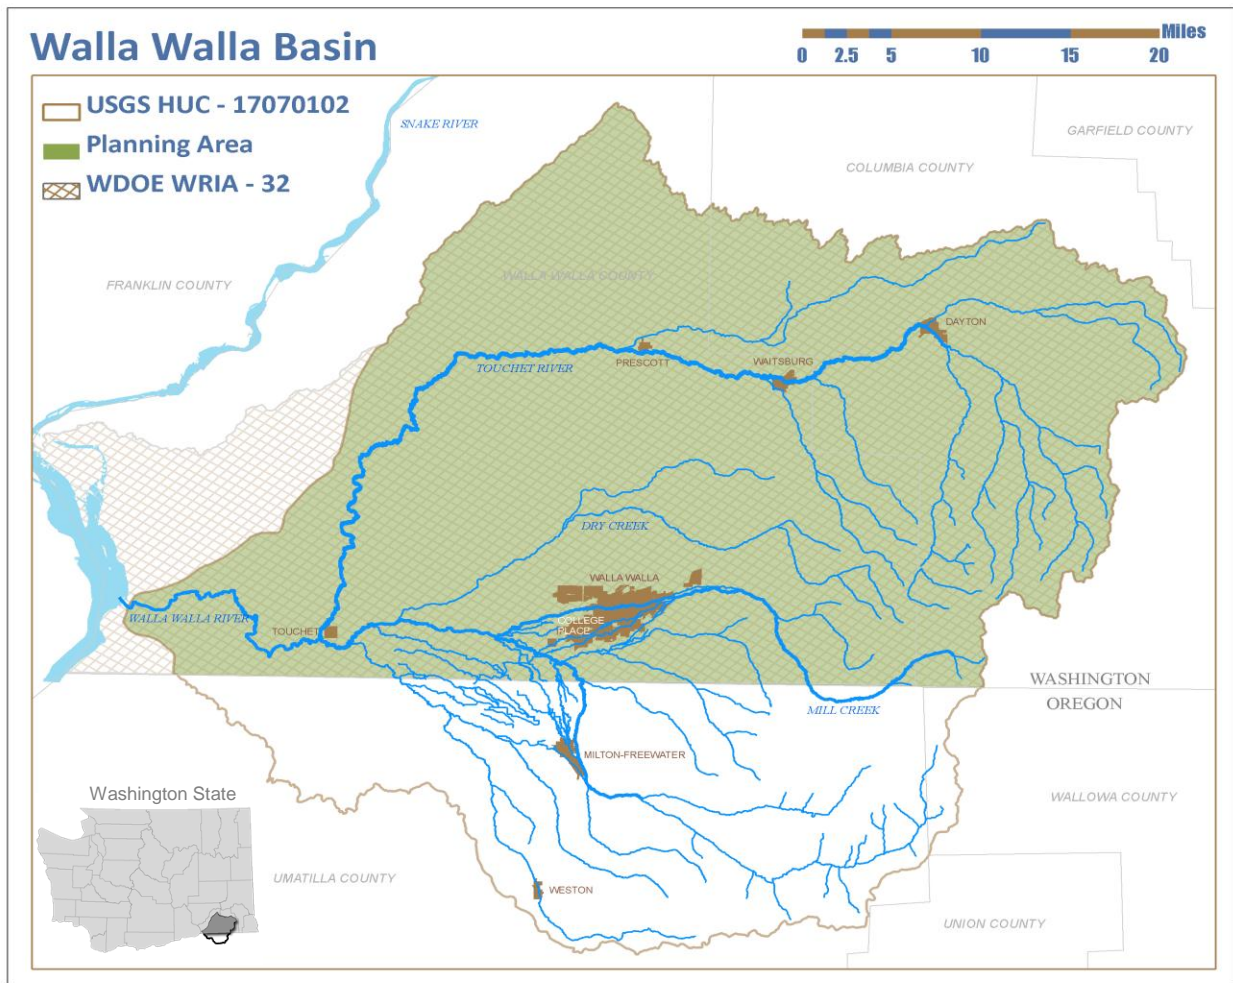 Walla Walla Basin
Miles
0 2.5 5 10 15 20
USGS HUC - 17070102
Planning Area
WDOE WRIA - 32
SNAKE RIVER
GARFIELD COUNTY
COLUMBIA COUNTY
FRANKLIN COUNTY
WALLA WALLA COUNTY
DAYTON
PRESCOTT
WAITSBURG
TOUCHET RIVER
DRY CREEK
WALLA WALLA
WALLA WALLA RIVER
COLLEGE
PLACE
TOUCHET
WASHINGTON
OREGON
MILL CREEK
MILTON-FREEWATER
Washington State
WALLOWA COUNTY
UMATILLA COUNTY
WESTON
UNION COUNTY